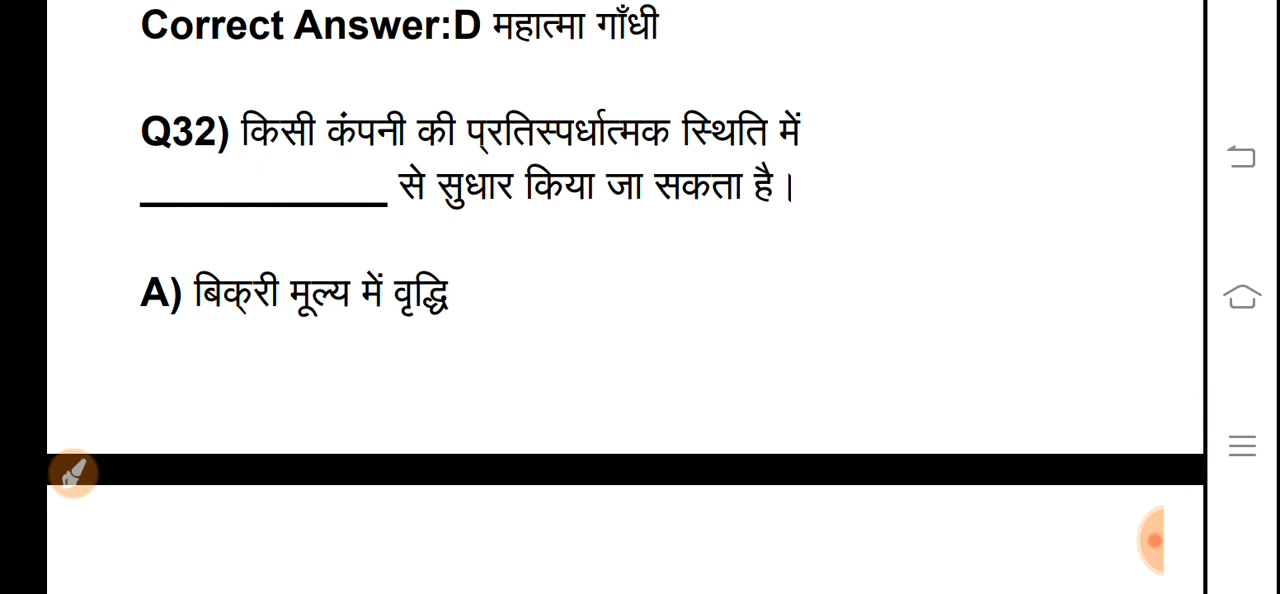 Correct Answer:D महात्मा गाँधी
Q32) किसी कंपनी की प्रतिस्पर्धात्मक स्थिति में
____________ से सुधार किया जा सकता है।
A) बिक्री मूल्य में वृद्धि